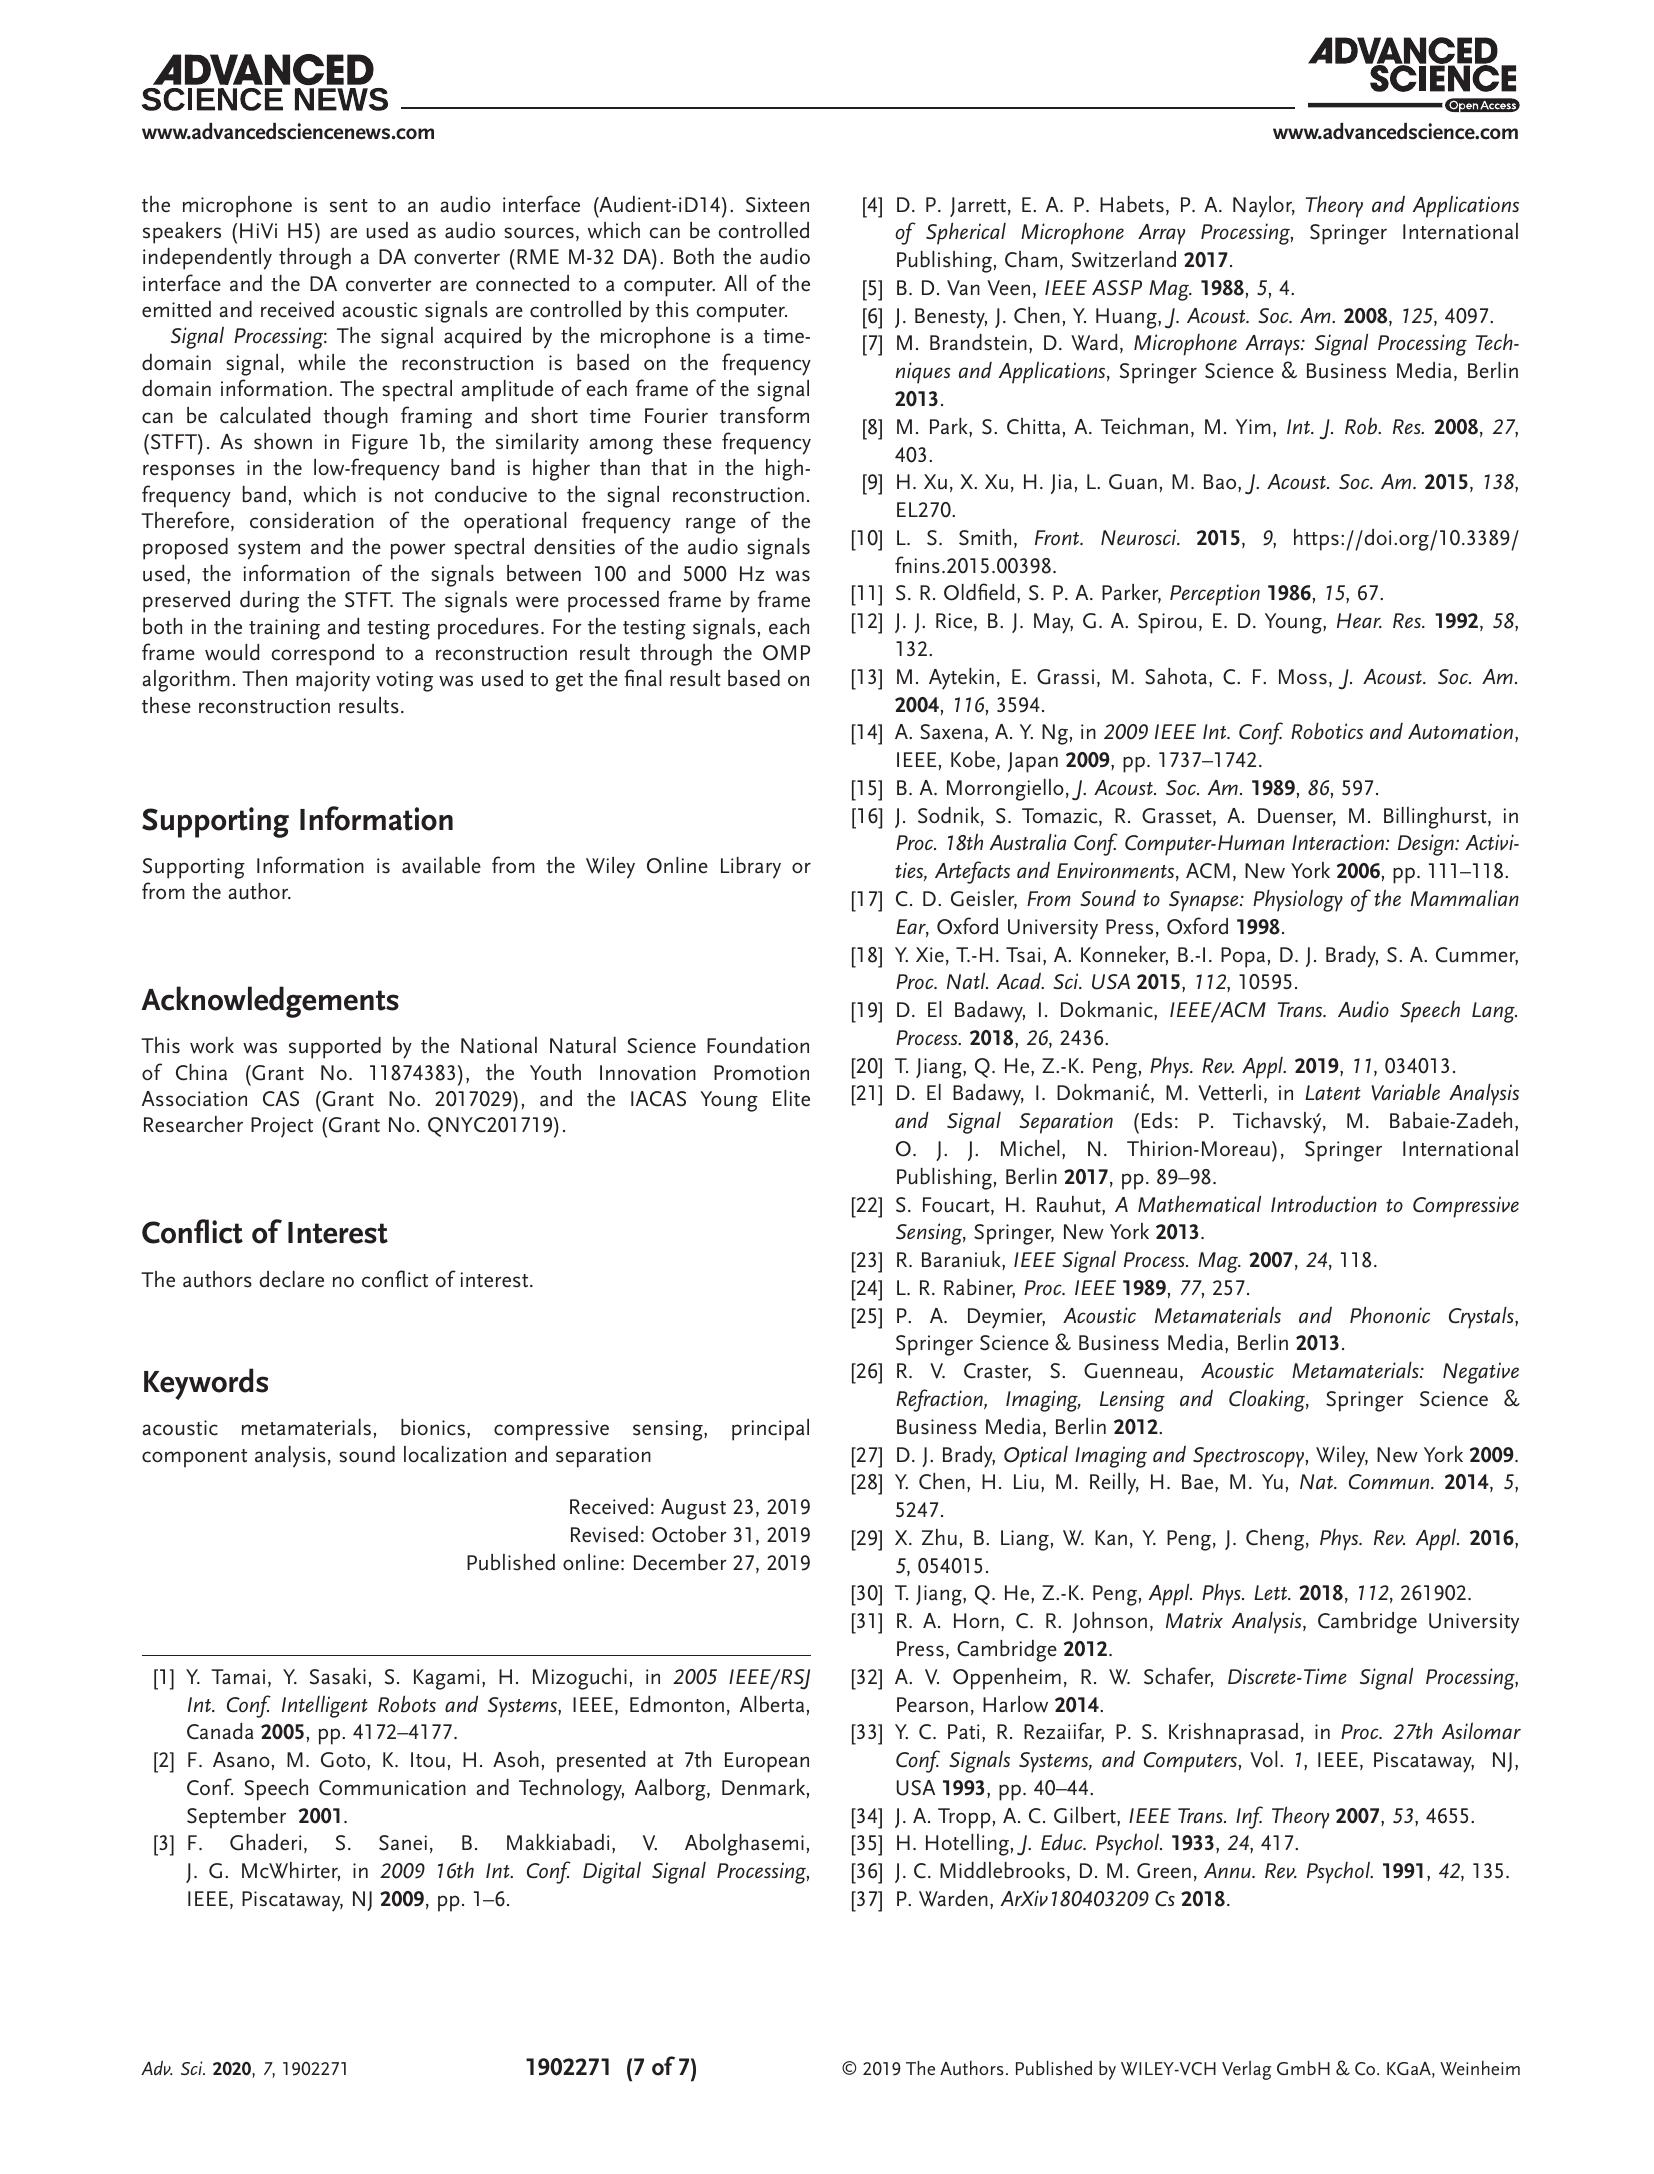 ADVANCED
SCIENCE NEWS
www.advancedsciencenews.com
ADVANCED
SCIENCE
Open Access
www.advancedscience.com
the microphone is sent to an audio interface (Audient-iD14). Sixteen
speakers (HiVi H5) are used as audio sources, which can be controlled
independently through a DA converter (RME M-32 DA). Both the audio
interface and the DA converter are connected to a computer. All of the
emitted and received acoustic signals are controlled by this computer.
Signal Processing: The signal acquired by the microphone is a time-
domain signal, while the reconstruction is based on the frequency
domain information. The spectral amplitude of each frame of the signal
can be calculated though framing and short time Fourier transform
(STFT). As shown in Figure 1b, the similarity among these frequency
responses in the low-frequency band is higher than that in the high-
frequency band, which is not conducive to the signal reconstruction.
Therefore, consideration of the operational frequency range of the
proposed system and the power spectral densities of the audio signals
used, the information of the signals between 100 and 5000 Hz was
preserved during the STFT. The signals were processed frame by frame
both in the training and testing procedures. For the testing signals, each
frame would correspond to a reconstruction result through the OMP
algorithm. Then majority voting was used to get the final result based on
these reconstruction results.
Supporting Information
Supporting Information is available from the Wiley Online Library or
from the author.
Acknowledgements
This work was supported by the National Natural Science Foundation
of China (Grant No. 11874383), the Youth Innovation Promotion
Association CAS (Grant No. 2017029), and the IACAS Young Elite
Researcher Project (Grant No. QNYC201719).
Conflict of Interest
The authors declare no conflict of interest.
Keywords
acoustic metamaterials, bionics, compressive sensing, principal
component analysis, sound localization and separation
Received: August 23, 2019
Revised: October 31, 2019
Published online: December 27, 2019
[1] Y. Tamai, Y. Sasaki, S. Kagami, H. Mizoguchi, in 2005 IEEE/RSJ
Int. Conf. Intelligent Robots and Systems, IEEE, Edmonton, Alberta,
Canada 2005, pp. 4172–4177.
[2] F. Asano, M. Goto, K. Itou, H. Asoh, presented at 7th European
Conf. Speech Communication and Technology, Aalborg, Denmark,
September 2001.
[3] F. Ghaderi, S. Sanei, B. Makkiabadi, V. Abolghasemi,
J. G. McWhirter, in 2009 16th Int. Conf. Digital Signal Processing,
IEEE, Piscataway, NJ 2009, pp. 1–6.
[4] D. P. Jarrett, E. A. P. Habets, P. A. Naylor, Theory and Applications
of Spherical Microphone Array Processing, Springer International
Publishing, Cham, Switzerland 2017.
[5] B. D. Van Veen, IEEE ASSP Mag. 1988, 5, 4.
[6] J. Benesty, J. Chen, Y. Huang, J. Acoust. Soc. Am. 2008, 125, 4097.
[7] M. Brandstein, D. Ward, Microphone Arrays: Signal Processing Tech-
niques and Applications, Springer Science & Business Media, Berlin
2013.
[8] M. Park, S. Chitta, A. Teichman, M. Yim, Int. J. Rob. Res. 2008, 27,
403.
[9] H. Xu, X. Xu, H. Jia, L. Guan, M. Bao, J. Acoust. Soc. Am. 2015, 138,
EL270.
[10] L. S. Smith, Front. Neurosci. 2015, 9, https://doi.org/10.3389/
fnins.2015.00398.
[11] S. R. Oldfield, S. P. A. Parker, Perception 1986, 15, 67.
[12] J. J. Rice, B. J. May, G. A. Spirou, E. D. Young, Hear. Res. 1992, 58,
132.
[13] M. Aytekin, E. Grassi, M. Sahota, C. F. Moss, J. Acoust. Soc. Am.
2004, 116, 3594.
[14] A. Saxena, A. Y. Ng, in 2009 IEEE Int. Conf. Robotics and Automation,
IEEE, Kobe, Japan 2009, pp. 1737–1742.
[15] B. A. Morrongiello, J. Acoust. Soc. Am. 1989, 86, 597.
[16] J. Sodnik, S. Tomazic, R. Grasset, A. Duenser, M. Billinghurst, in
Proc. 18th Australia Conf. Computer-Human Interaction: Design: Activi-
ties, Artefacts and Environments, ACM, New York 2006, pp. 111–118.
[17] C. D. Geisler, From Sound to Synapse: Physiology of the Mammalian
Ear, Oxford University Press, Oxford 1998.
[18] Y. Xie, T.-H. Tsai, A. Konneker, B.-I. Popa, D. J. Brady, S. A. Cummer,
Proc. Natl. Acad. Sci. USA 2015, 112, 10595.
[19] D. El Badawy, I. Dokmanic, IEEE/ACM Trans. Audio Speech Lang.
Process. 2018, 26, 2436.
[20] T. Jiang, Q. He, Z.-K. Peng, Phys. Rev. Appl. 2019, 11, 034013.
[21] D. El Badawy, I. Dokmanić, M. Vetterli, in Latent Variable Analysis
and Signal Separation (Eds: P. Tichavský, M. Babaie-Zadeh,
O. J. J. Michel, N. Thirion-Moreau), Springer International
Publishing, Berlin 2017, pp. 89–98.
[22] S. Foucart, H. Rauhut, A Mathematical Introduction to Compressive
Sensing, Springer, New York 2013.
[23] R. Baraniuk, IEEE Signal Process. Mag. 2007, 24, 118.
[24] L. R. Rabiner, Proc. IEEE 1989, 77, 257.
[25] P. A. Deymier, Acoustic Metamaterials and Phononic Crystals,
Springer Science & Business Media, Berlin 2013.
[26] R. V. Craster, S. Guenneau, Acoustic Metamaterials: Negative
Refraction, Imaging, Lensing and Cloaking, Springer Science &
Business Media, Berlin 2012.
[27] D. J. Brady, Optical Imaging and Spectroscopy, Wiley, New York 2009.
[28] Y. Chen, H. Liu, M. Reilly, H. Bae, M. Yu, Nat. Commun. 2014, 5,
5247.
[29] X. Zhu, B. Liang, W. Kan, Y. Peng, J. Cheng, Phys. Rev. Appl. 2016,
5, 054015.
[30] T. Jiang, Q. He, Z.-K. Peng, Appl. Phys. Lett. 2018, 112, 261902.
[31] R. A. Horn, C. R. Johnson, Matrix Analysis, Cambridge University
Press, Cambridge 2012.
[32] A. V. Oppenheim, R. W. Schafer, Discrete-Time Signal Processing,
Pearson, Harlow 2014.
[33] Y. C. Pati, R. Rezaiifar, P. S. Krishnaprasad, in Proc. 27th Asilomar
Conf. Signals Systems, and Computers, Vol. 1, IEEE, Piscataway, NJ,
USA 1993, pp. 40–44.
[34] J. A. Tropp, A. C. Gilbert, IEEE Trans. Inf. Theory 2007, 53, 4655.
[35] H. Hotelling, J. Educ. Psychol. 1933, 24, 417.
[36] J. C. Middlebrooks, D. M. Green, Annu. Rev. Psychol. 1991, 42, 135.
[37] P. Warden, ArXiv180403209 Cs 2018.
Adv. Sci. 2020, 7, 1902271
1902271 (7 of 7)
© 2019 The Authors. Published by WILEY-VCH Verlag GmbH & Co. KGaA, Weinheim